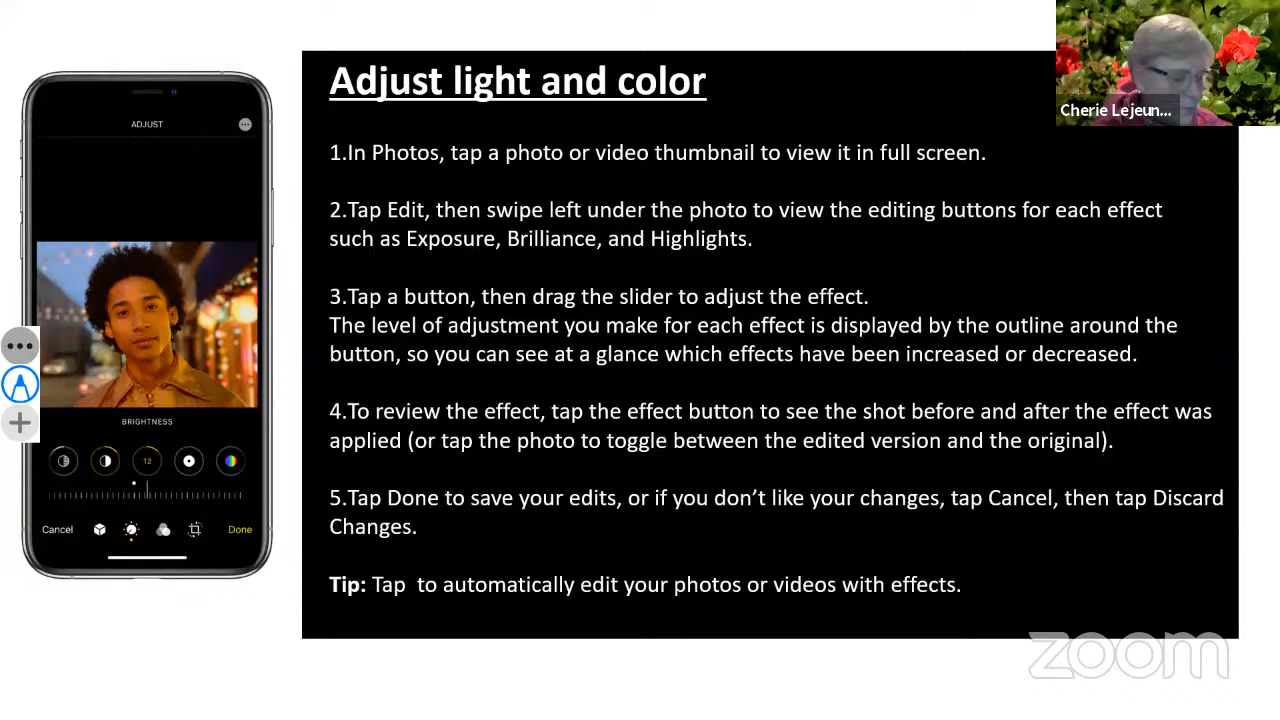 Adjust light and color
Cherie Lejeun...
1.In Photos, tap a photo or video thumbnail to view it in full screen.
2.Tap Edit, then swipe left under the photo to view the editing buttons for each effect
such as Exposure, Brilliance, and Highlights.
3.Tap a button, then drag the slider to adjust the effect.
The level of adjustment you make for each effect is displayed by the outline around the
button, so you can see at a glance which effects have been increased or decreased.
4.To review the effect, tap the effect button to see the shot before and after the effect was
applied (or tap the photo to toggle between the edited version and the original).
5.Tap Done to save your edits, or if you don’t like your changes, tap Cancel, then tap Discard
Changes.
Tip: Tap  to automatically edit your photos or videos with effects.
ADJUST
BRIGHTNESS
12
Cancel
Done
zoom